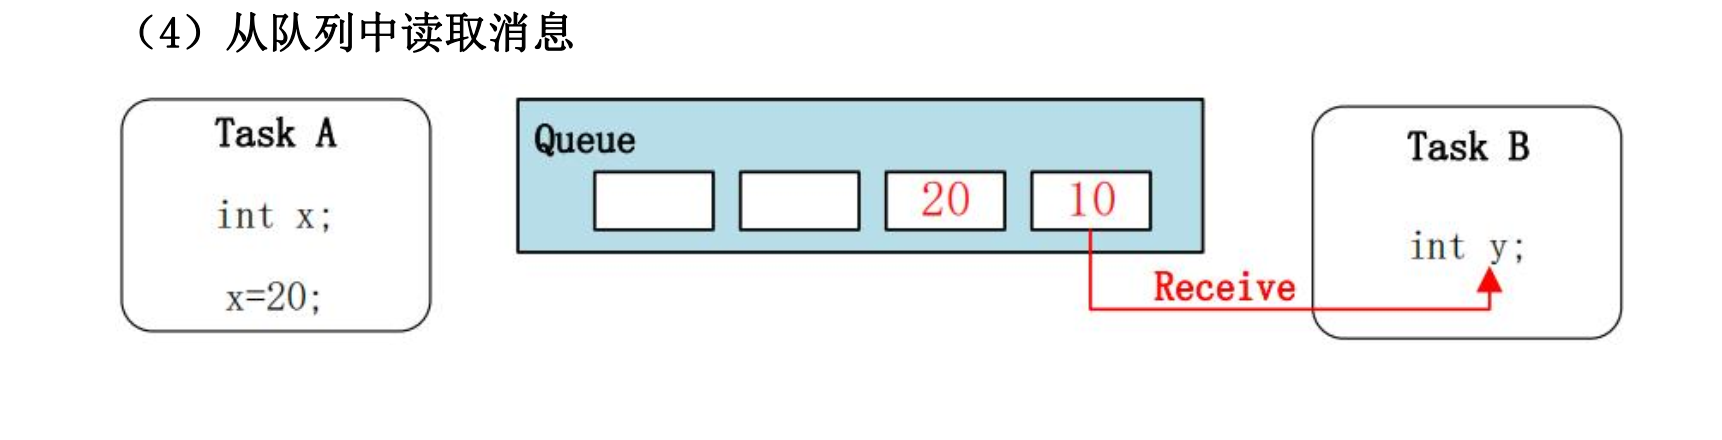 （4）从队列中读取消息
Task A
int x;
x=20;
Queue
20
10
Receive
Task B
int y;